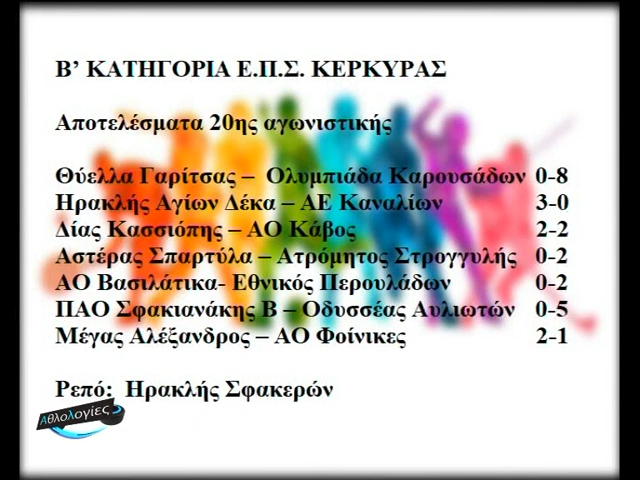 Β’ ΚΑΤΗΓΟΡΙΑ Ε.Π.Σ. ΚΕΡΚΥΡΑΣ
Αποτελέσματα 20ης αγωνιστικής
Θύελλα Γαρίτσας – Ολυμπιάδα Καρουσάδων 0-8
Ηρακλής Αγίων Δέκα – ΑΕ Καναλίων 3-0
Δίας Κασσιόπης – ΑΟ Κάβος 2-2
Αστέρας Σπαρτύλα – Ατρόμητος Στρογγυλής 0-2
ΑΟ Βασιλάτικα- Εθνικός Περουλάδων 0-2
ΠΑΟ Σφακιανάκης Β – Οδυσσέας Αυλιωτών 0-5
Μέγας Αλέξανδρος – ΑΟ Φοίνικες 2-1
Ρεπό: Ηρακλής Σφακερών
Αθλολογίες